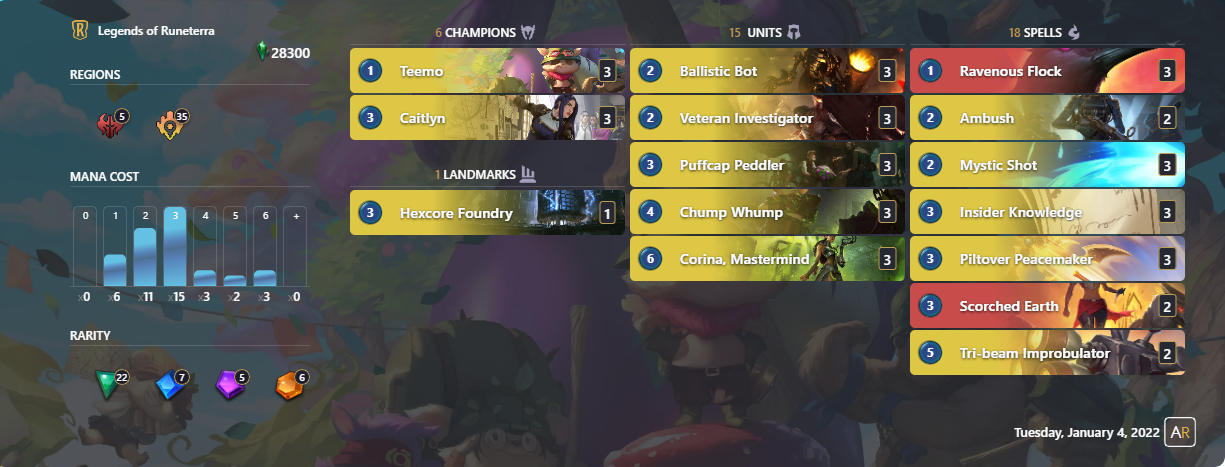 R Legends of Runeterra
28300
REGIONS
5 35
MANA COST
0 1 2 3 4 5 6 +
x0 x6 x11 x15 x3 x2 x3 x0
RARITY
22 7 5 6
6 CHAMPIONS
1 Teemo 3
3 Caitlyn 3
1 LANDMARKS
3 Hexcore Foundry 1
15 UNITS
2 Ballistic Bot 3
2 Veteran Investigator 3
3 Puffcap Peddler 3
4 Chump Whump 3
6 Corina, Mastermind 3
18 SPELLS
1 Ravenous Flock 3
2 Ambush 2
2 Mystic Shot 3
3 Insider Knowledge 3
3 Piltover Peacemaker 3
3 Scorched Earth 2
5 Tri-beam Improbulator 2
Tuesday, January 4, 2022 AR